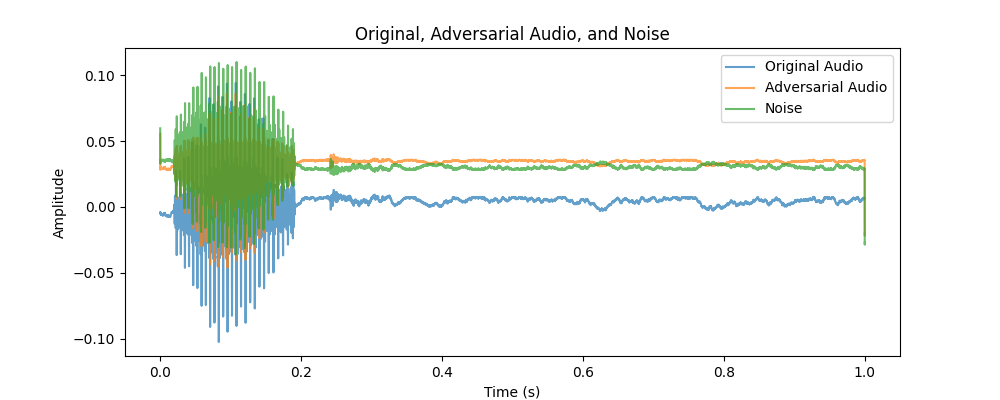 Original, Adversarial Audio, and Noise
Original Audio
Adversarial Audio
Noise
Amplitude
0.10
0.05
0.00
−0.05
−0.10
0.0
0.2
0.4
0.6
0.8
1.0
Time (s)